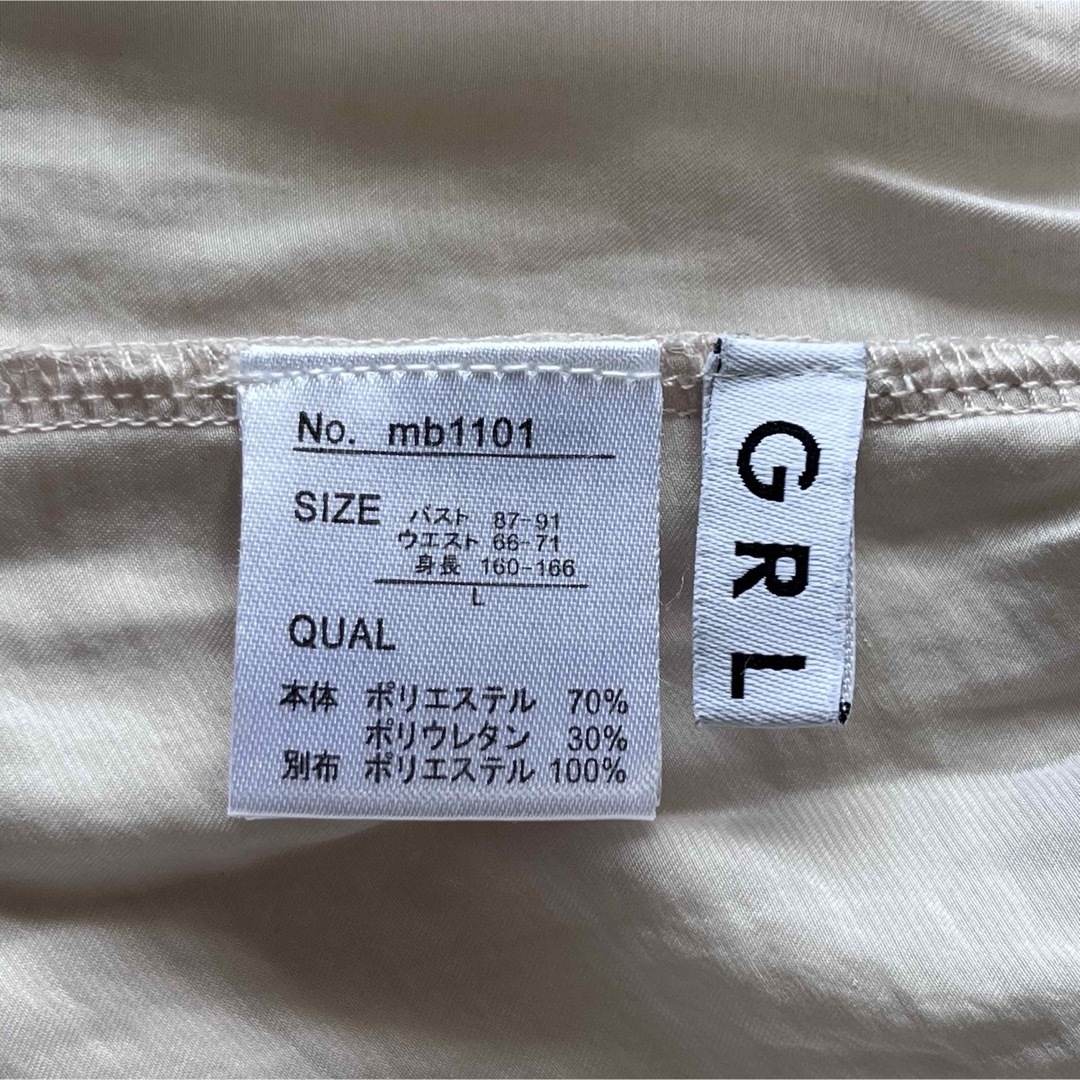 No. mb1101
SIZE バスト 87-91
ウエスト 66-71
身長 160-166
L
QUAL
本体 ポリエステル 70%
ポリウレタン 30%
別布 ポリエステル 100%
GRL